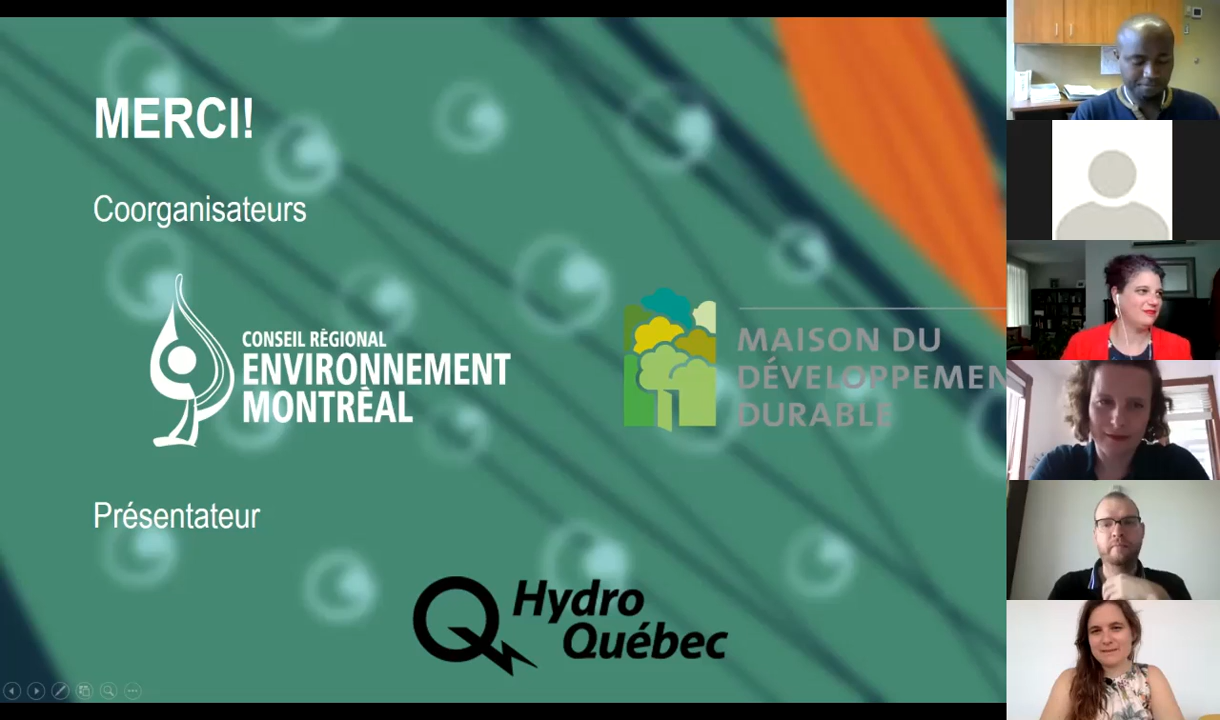 MERCI!
Coorganisateurs
CONSEIL RÉGIONAL
ENVIRONNEMENT
MONTRÉAL
MAISON DU
DÉVELOPPEMEN
DURABLE
Présentateur
Hydro
Québec